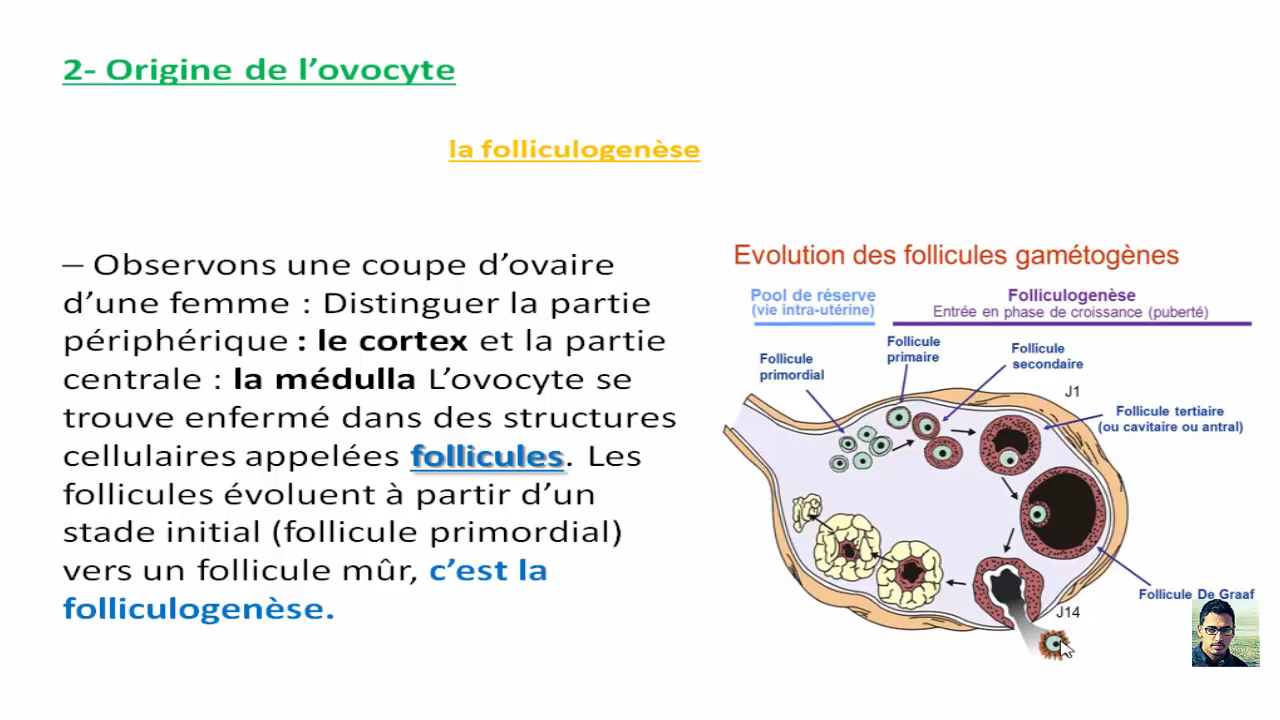 2- Origine de l’ovocyte
la folliculogenèse
– Observons une coupe d’ovaire
d’une femme : Distinguer la partie
périphérique : le cortex et la partie
centrale : la médulla L’ovocyte se
trouve enfermé dans des structures
cellulaires appelées follicules. Les
follicules évoluent à partir d’un
stade initial (follicule primordial)
vers un follicule mûr, c’est la
folliculogenèse.
Evolution des follicules gamétogènes
Pool de réserve
(vie intra-utérine)
Folliculogenèse
Entrée en phase de croissance (puberté)
Follicule
primordial
Follicule
primaire
Follicule
secondaire
J1
Follicule tertiaire
(ou cavitaire ou antral)
Follicule De Graaf
J14